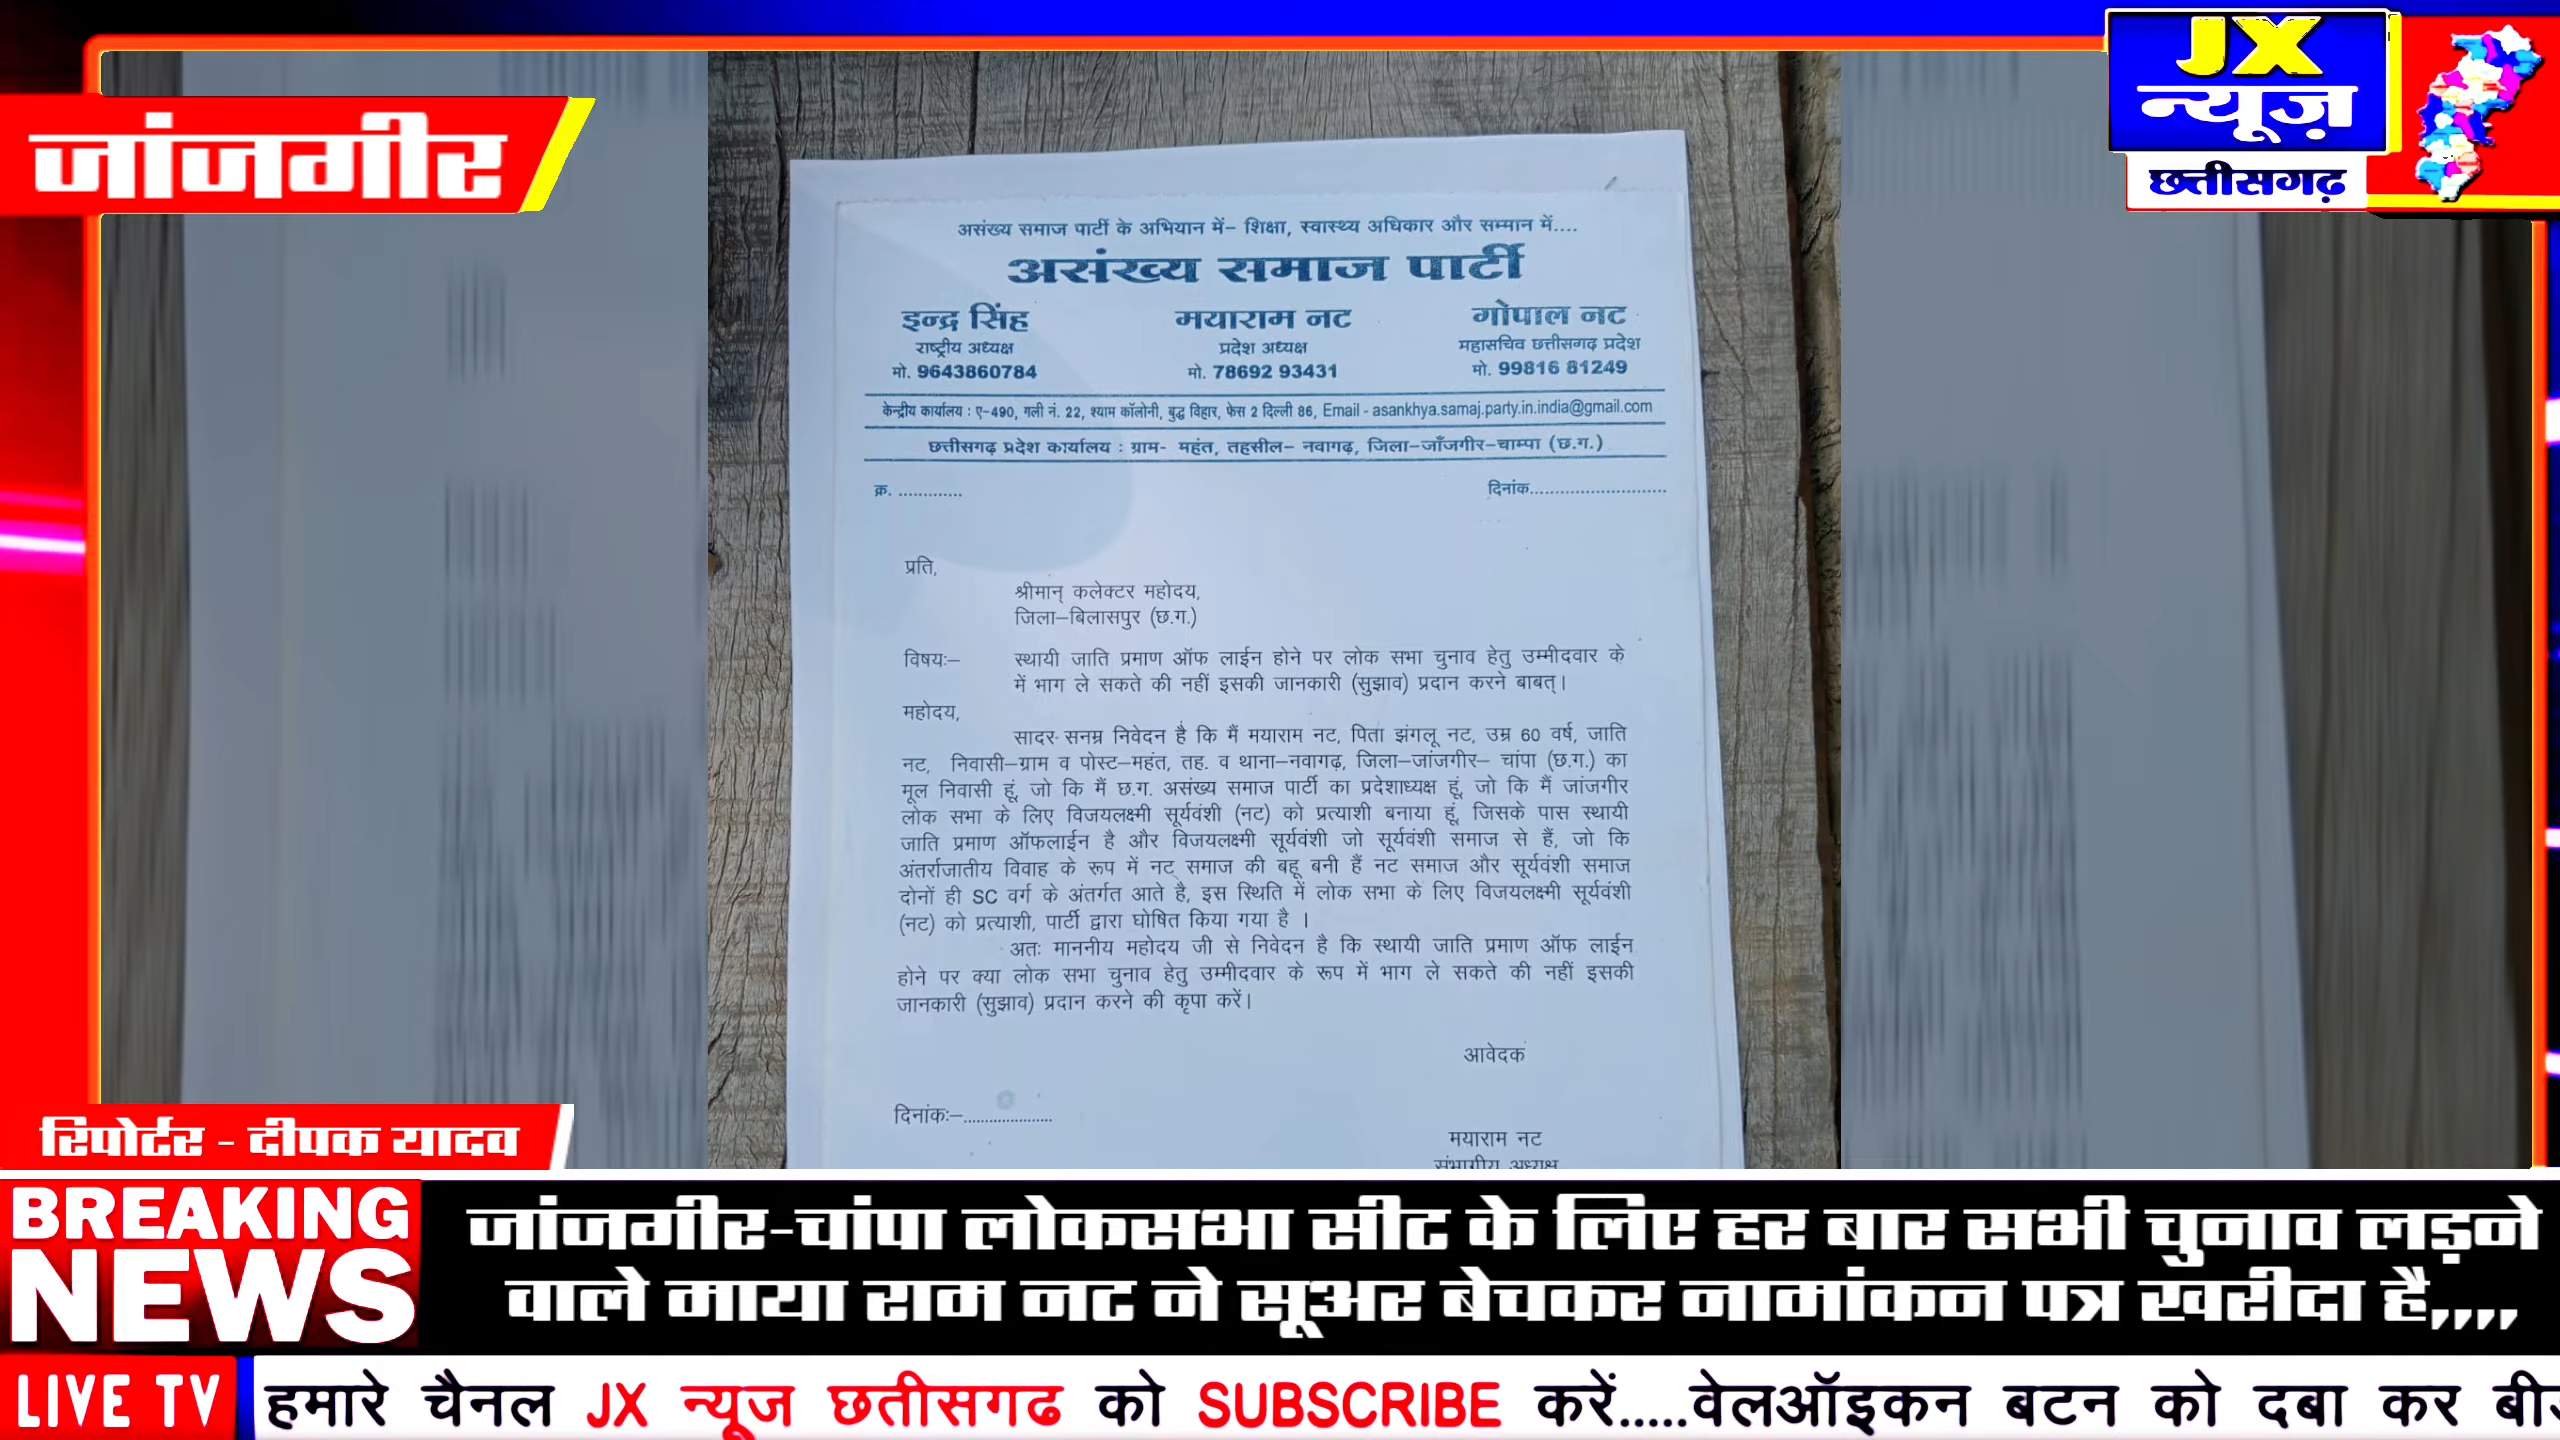 जांजगीर
JX
न्यूज़
छत्तीसगढ़
असंख्य समाज पार्टी के अभियान में– शिक्षा, स्वास्थ्य अधिकार और सम्मान में....
असंख्य समाज पार्टी
इन्द्र सिंह
राष्ट्रीय अध्यक्ष
मो. 9643860784
मयाराम नट
प्रदेश अध्यक्ष
मो. 78692 93431
गोपाल नट
महासचिव छत्तीसगढ़ प्रदेश
मो. 99816 81249
केन्द्रीय कार्यालय : ए-490, गली नं. 22, श्याम कॉलोनी, बुद्ध विहार, फेस 2 दिल्ली 86, Email - asankhya.samaj.party.in.india@gmail.com
छत्तीसगढ़ प्रदेश कार्यालय : ग्राम- महंत, तहसील– नवागढ़, जिला–जाँजगीर–चाम्पा (छ.ग.)
क्र. .............
दिनांक...........................
प्रति,
श्रीमान् कलेक्टर महोदय,
जिला–बिलासपुर (छ.ग.)
विषयः– स्थायी जाति प्रमाण ऑफ लाईन होने पर लोक सभा चुनाव हेतु उम्मीदवार के
में भाग ले सकते की नहीं इसकी जानकारी (सुझाव) प्रदान करने बाबत्।
महोदय,
सादर सनम्र निवेदन है कि मैं मयाराम नट, पिता झंगलू नट, उम्र 60 वर्ष, जाति
नट, निवासी–ग्राम व पोस्ट–महंत, तह. व थाना–नवागढ़, जिला–जांजगीर– चांपा (छ.ग.) का
मूल निवासी हूं, जो कि मैं छ.ग. असंख्य समाज पार्टी का प्रदेशाध्यक्ष हूं, जो कि मैं जांजगीर
लोक सभा के लिए विजयलक्ष्मी सूर्यवंशी (नट) को प्रत्याशी बनाया हूं, जिसके पास स्थायी
जाति प्रमाण ऑफलाईन है और विजयलक्ष्मी सूर्यवंशी जो सूर्यवंशी समाज से हैं, जो कि
अंतर्राजातीय विवाह के रूप में नट् समाज की बहू बनी हैं नट समाज और सूर्यवंशी समाज
दोनों ही SC वर्ग के अंतर्गत आते है, इस स्थिति में लोक सभा के लिए विजयलक्ष्मी सूर्यवंशी
(नट) को प्रत्याशी, पार्टी द्वारा घोषित किया गया है ।
अतः माननीय महोदय जी से निवेदन है कि स्थायी जाति प्रमाण ऑफ लाईन
होने पर क्या लोक सभा चुनाव हेतु उम्मीदवार के रूप में भाग ले सकते की नहीं इसकी
जानकारी (सुझाव) प्रदान करने की कृपा करें।
आवेदक
दिनांकः–.....................
मयाराम नट
संभागीय अध्यक्ष
रिपोर्टर - दीपक यादव
BREAKING
NEWS
जांजगीर-चांपा लोकसभा सीट के लिए हर बार सभी चुनाव लड़ने
वाले माया राम नट ने सूअर बेचकर नामांकन पत्र खरीदा है,,,,
LIVE TV
हमारे चैनल JX न्यूज छतीसगढ को SUBSCRIBE करें.....वेलऑइकन बटन को दबा कर